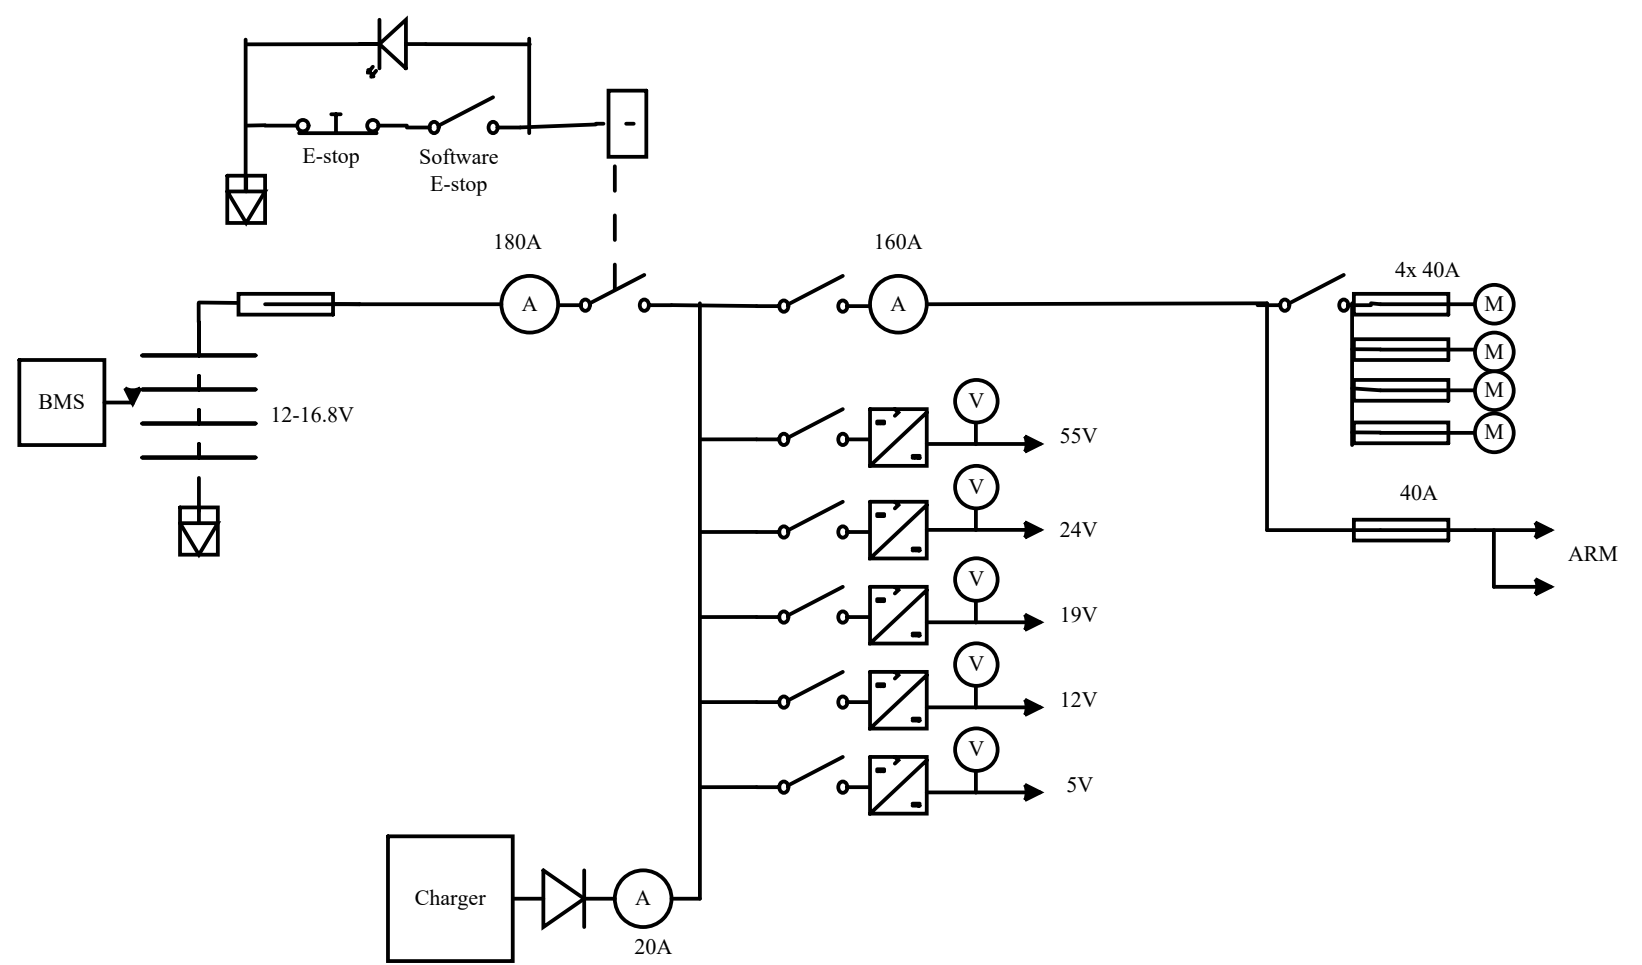 E-stop
Software
E-stop
180A
160A
4x 40A
A
A
M
M
M
M
BMS
12-16.8V
V
55V
V
24V
40A
ARM
V
19V
V
12V
V
5V
Charger
A
20A